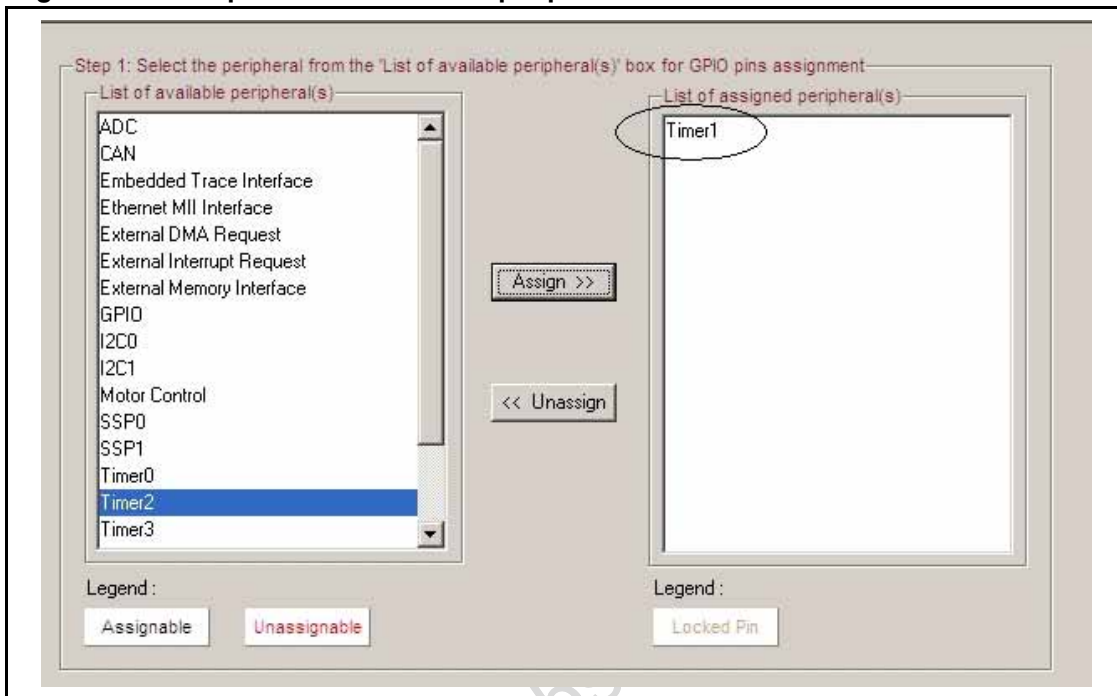 Step 1: Select the peripheral from the 'List of available peripheral(s)' box for GPIO pins assignment
List of available peripheral(s)
ADC
CAN
Embedded Trace Interface
Ethernet MII Interface
External DMA Request
External Interrupt Request
External Memory Interface
GPIO
I2C0
I2C1
Motor Control
SSP0
SSP1
Timer0
Timer2
Timer3
Assign >>
<< Unassign
List of assigned peripheral(s)
Timer1
Legend :
Assignable
Unassignable
Legend :
Locked Pin